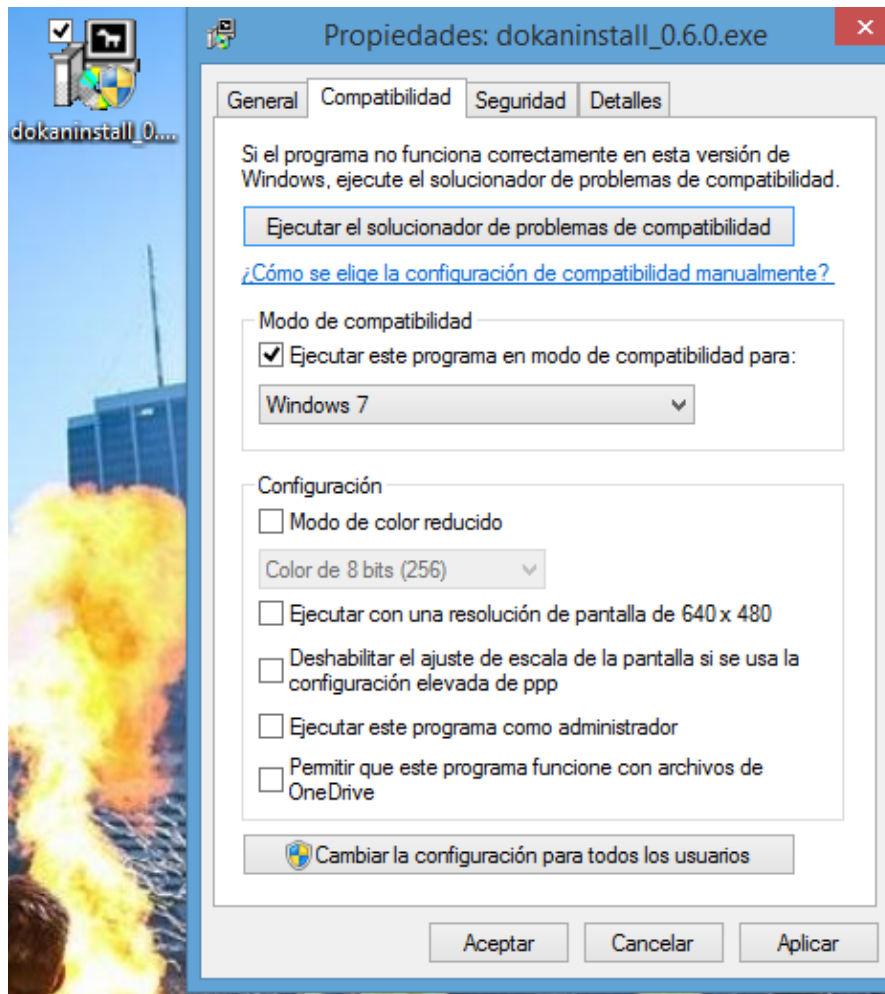 dokaninstall_0....
Propiedades: dokaninstall_0.6.0.exe
General Compatibilidad Seguridad Detalles
Si el programa no funciona correctamente en esta versión de
Windows, ejecute el solucionador de problemas de compatibilidad.
Ejecutar el solucionador de problemas de compatibilidad
¿Cómo se elige la configuración de compatibilidad manualmente?
Modo de compatibilidad
Ejecutar este programa en modo de compatibilidad para:
Windows 7
Configuración
Modo de color reducido
Color de 8 bits (256)
Ejecutar con una resolución de pantalla de 640 x 480
Deshabilitar el ajuste de escala de la pantalla si se usa la
configuración elevada de ppp
Ejecutar este programa como administrador
Permitir que este programa funcione con archivos de
OneDrive
Cambiar la configuración para todos los usuarios
Aceptar Cancelar Aplicar